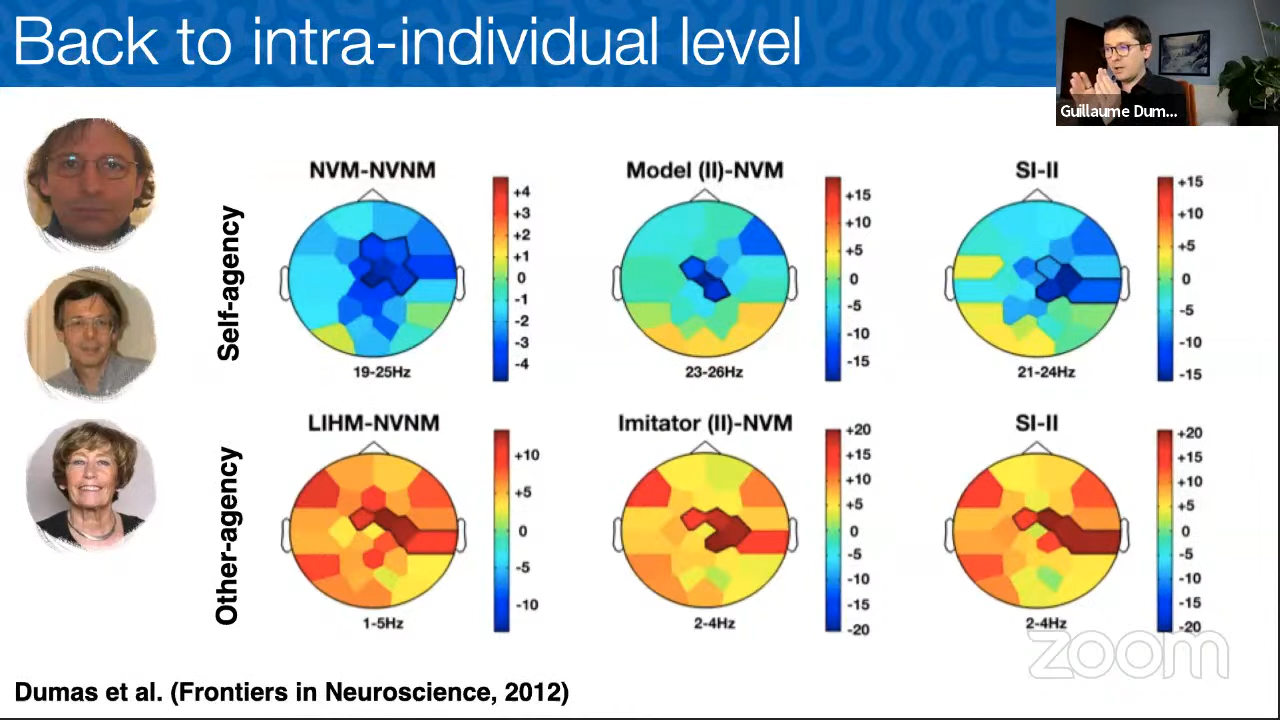 Back to intra-individual level
Guillaume Dum...
NVM-NVNM
Model (II)-NVM
SI-II
Self-agency
+4
+3
+2
+1
0
-1
-2
-3
-4
+15
+10
+5
0
-5
-10
-15
+15
+10
+5
0
-5
-10
-15
19-25Hz
23-26Hz
21-24Hz
LIHM-NVNM
Imitator (II)-NVM
SI-II
Other-agency
+10
+5
0
-5
-10
+20
+15
+10
+5
0
-5
-10
-15
-20
+20
+15
+10
+5
0
-5
-10
-15
-20
1-5Hz
2-4Hz
2-4Hz
zoom
Dumas et al. (Frontiers in Neuroscience, 2012)